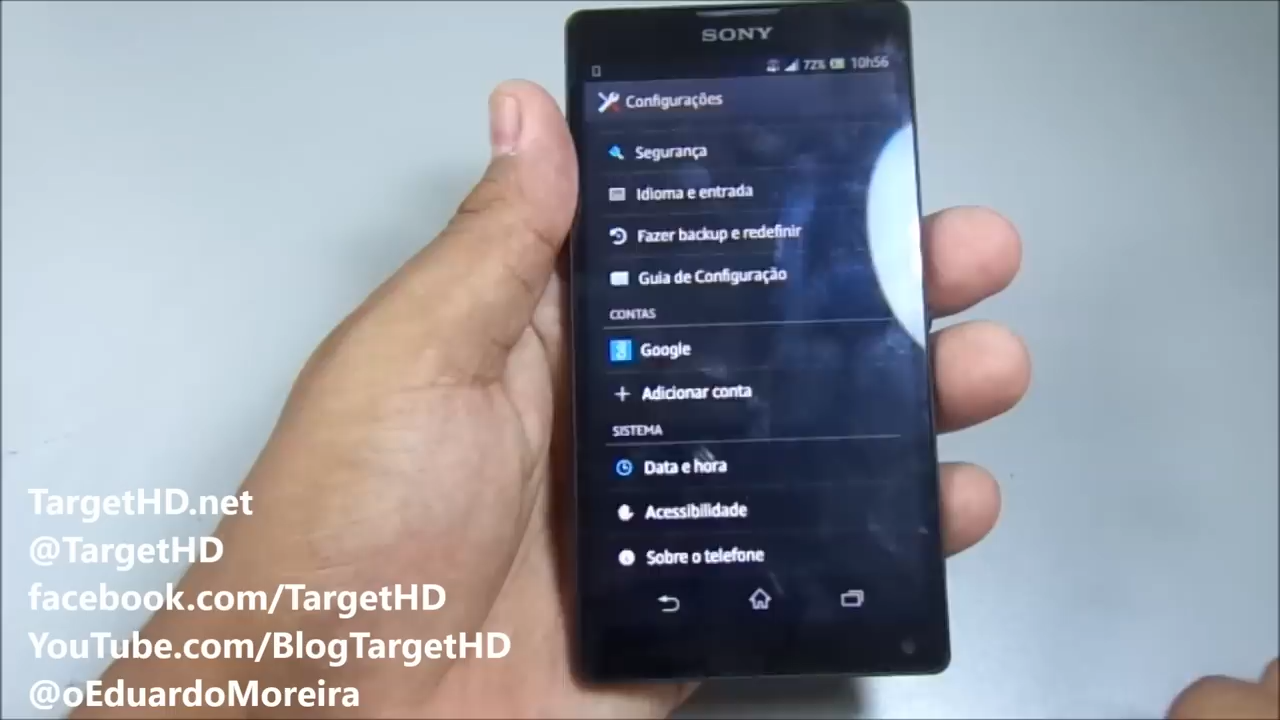 SONY
72% 10h56
Configurações
Segurança
Idioma e entrada
Fazer backup e redefinir
Guia de Configuração
CONTAS
Google
Adicionar conta
SISTEMA
Data e hora
Acessibilidade
Sobre o telefone
TargetHD.net
@TargetHD
facebook.com/TargetHD
YouTube.com/BlogTargetHD
@oEduardoMoreira